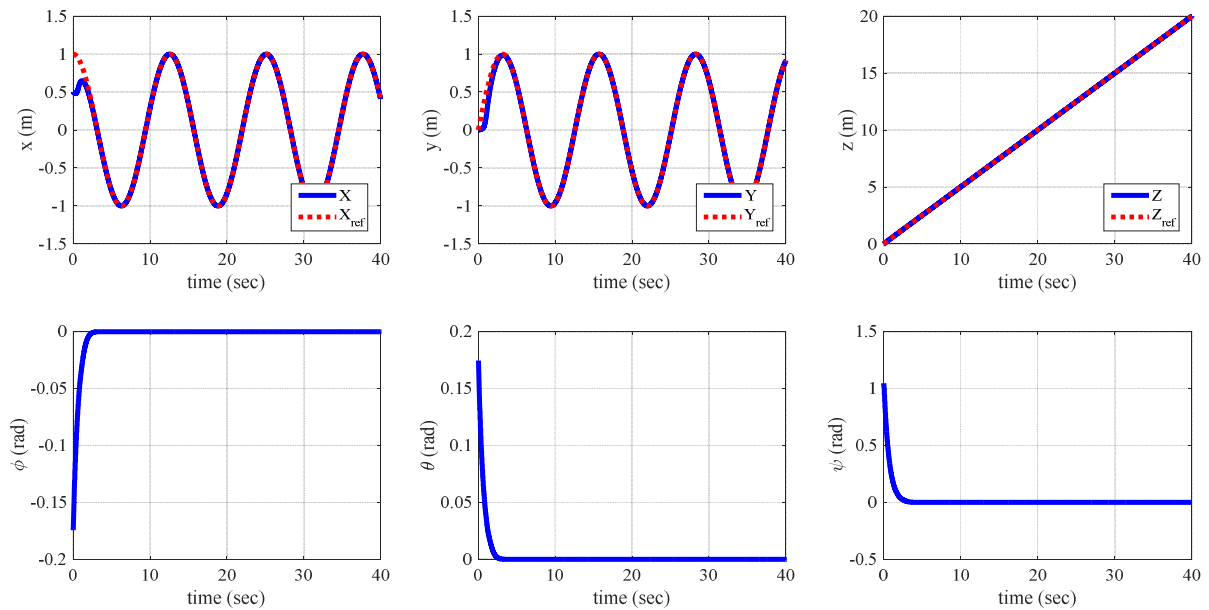 1.5
1
0.5
0
-0.5
-1
-1.5
x (m)
0 10 20 30 40
time (sec)
X
X_ref
1.5
1
0.5
0
-0.5
-1
-1.5
y (m)
0 10 20 30 40
time (sec)
Y
Y_ref
20
15
10
5
0
z (m)
0 10 20 30 40
time (sec)
Z
Z_ref
0
-0.05
-0.1
-0.15
-0.2
ϕ (rad)
0 10 20 30 40
time (sec)
0.2
0.15
0.1
0.05
0
θ (rad)
0 10 20 30 40
time (sec)
1.5
1
0.5
0
-0.5
ψ (rad)
0 10 20 30 40
time (sec)